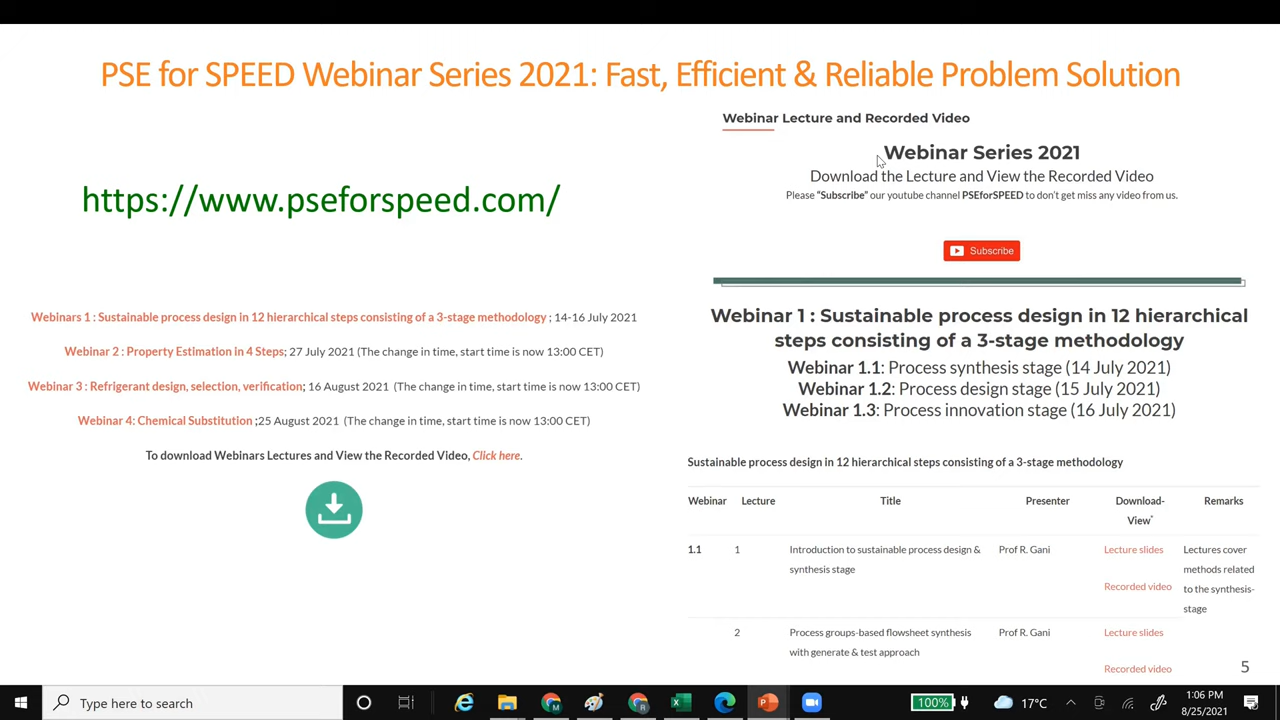 PSE for SPEED Webinar Series 2021: Fast, Efficient & Reliable Problem Solution
https://www.pseforspeed.com/
Webinars 1 : Sustainable process design in 12 hierarchical steps consisting of a 3-stage methodology ; 14-16 July 2021
Webinar 2 : Property Estimation in 4 Steps; 27 July 2021 (The change in time, start time is now 13:00 CET)
Webinar 3 : Refrigerant design, selection, verification; 16 August 2021 (The change in time, start time is now 13:00 CET)
Webinar 4: Chemical Substitution ;25 August 2021 (The change in time, start time is now 13:00 CET)
To download Webinars Lectures and View the Recorded Video, Click here.
Webinar Lecture and Recorded Video
Webinar Series 2021
Download the Lecture and View the Recorded Video
Please “Subscribe” our youtube channel PSEforSPEED to don't get miss any video from us.
Subscribe
Webinar 1 : Sustainable process design in 12 hierarchical
steps consisting of a 3-stage methodology
Webinar 1.1: Process synthesis stage (14 July 2021)
Webinar 1.2: Process design stage (15 July 2021)
Webinar 1.3: Process innovation stage (16 July 2021)
Sustainable process design in 12 hierarchical steps consisting of a 3-stage methodology
Webinar Lecture Title Presenter Download- Remarks
View*
1.1 1 Introduction to sustainable process design & Prof R. Gani Lecture slides Lectures cover
synthesis stage methods related
Recorded video to the synthesis-
stage
2 Process groups-based flowsheet synthesis Prof R. Gani Lecture slides
with generate & test approach
Recorded video
5
Type here to search
100%
17°C
1:06 PM
8/25/2021